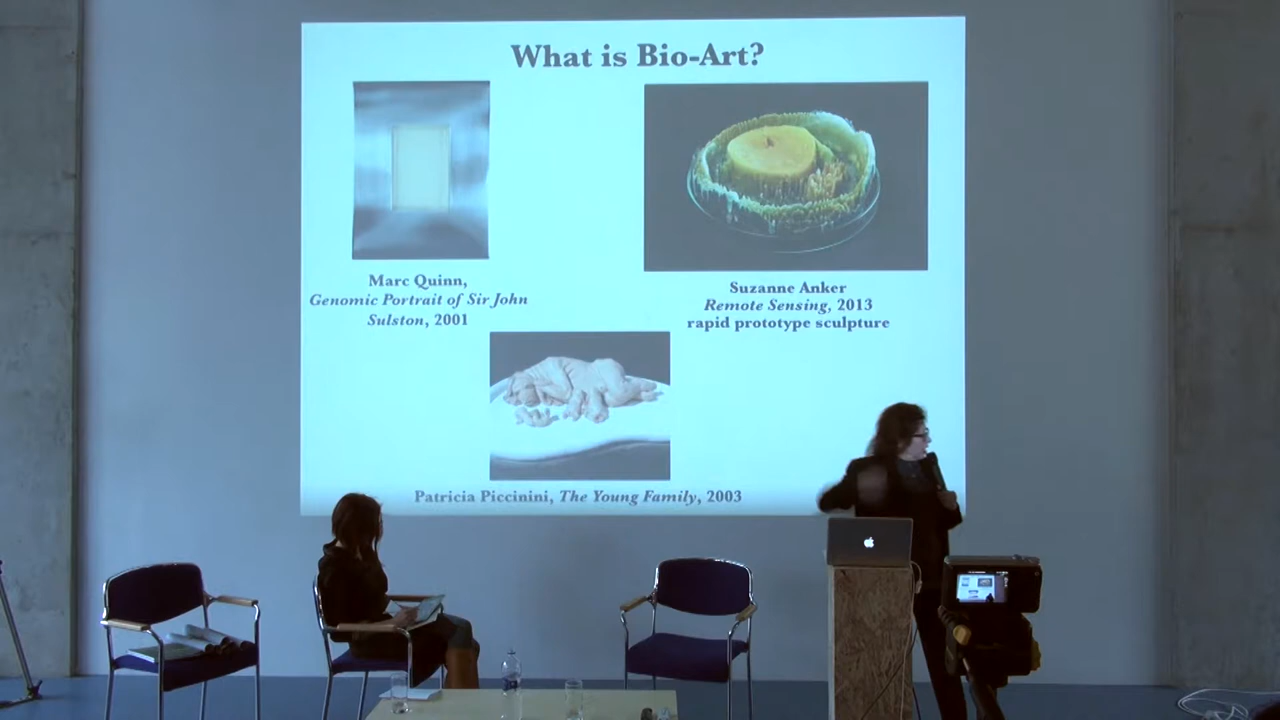 What is Bio-Art?
Marc Quinn,
Genomic Portrait of Sir John
Sulston, 2001
Suzanne Anker
Remote Sensing, 2013
rapid prototype sculpture
Patricia Piccinini, The Young Family, 2003